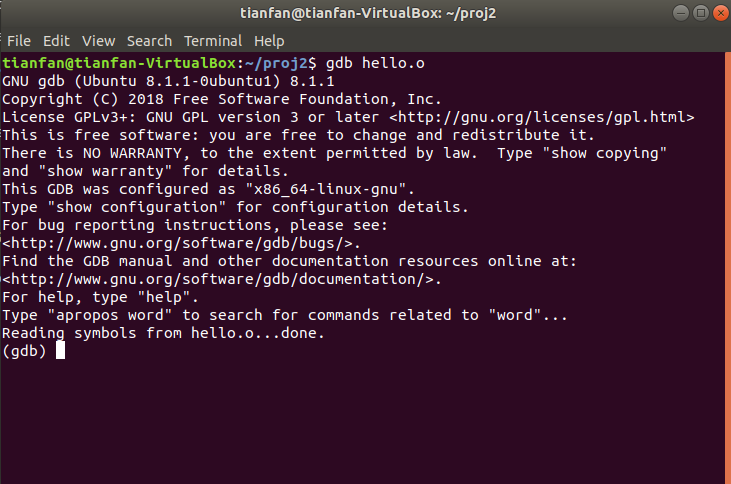 tianfan@tianfan-VirtualBox: ~/proj2
File Edit View Search Terminal Help
tianfan@tianfan-VirtualBox:~/proj2$ gdb hello.o
GNU gdb (Ubuntu 8.1.1-0ubuntu1) 8.1.1
Copyright (C) 2018 Free Software Foundation, Inc.
License GPLv3+: GNU GPL version 3 or later <http://gnu.org/licenses/gpl.html>
This is free software: you are free to change and redistribute it.
There is NO WARRANTY, to the extent permitted by law.  Type "show copying"
and "show warranty" for details.
This GDB was configured as "x86_64-linux-gnu".
Type "show configuration" for configuration details.
For bug reporting instructions, please see:
<http://www.gnu.org/software/gdb/bugs/>.
Find the GDB manual and other documentation resources online at:
<http://www.gnu.org/software/gdb/documentation/>.
For help, type "help".
Type "apropos word" to search for commands related to "word"...
Reading symbols from hello.o...done.
(gdb)